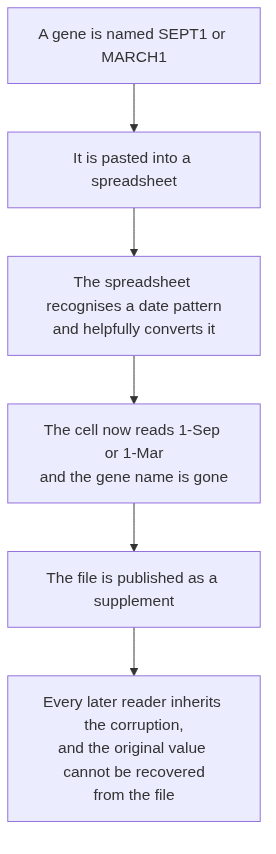 A gene is named SEPT1 or
MARCH1
It is pasted into a
spreadsheet
The spreadsheet
recognises a date pattern
and helpfully converts it
The cell now reads 1-Sep
or 1-Mar
and the gene name is gone
The file is published as a
supplement
Every later reader inherits
the corruption,
and the original value
cannot be recovered
from the file